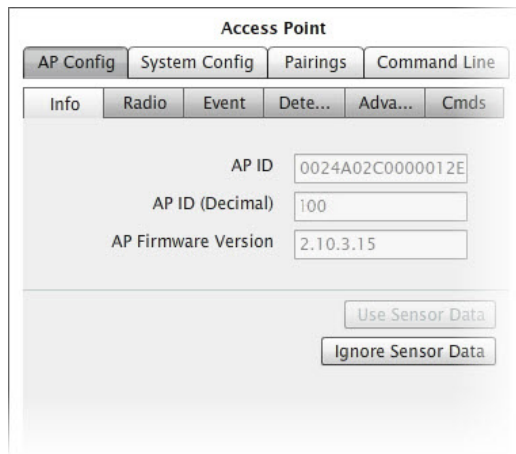 Access Point
AP Config System Config Pairings Command Line
Info Radio Event Dete... Adva... Cmds
AP ID 0024A02C0000012E
AP ID (Decimal) 100
AP Firmware Version 2.10.3.15
Use Sensor Data
Ignore Sensor Data